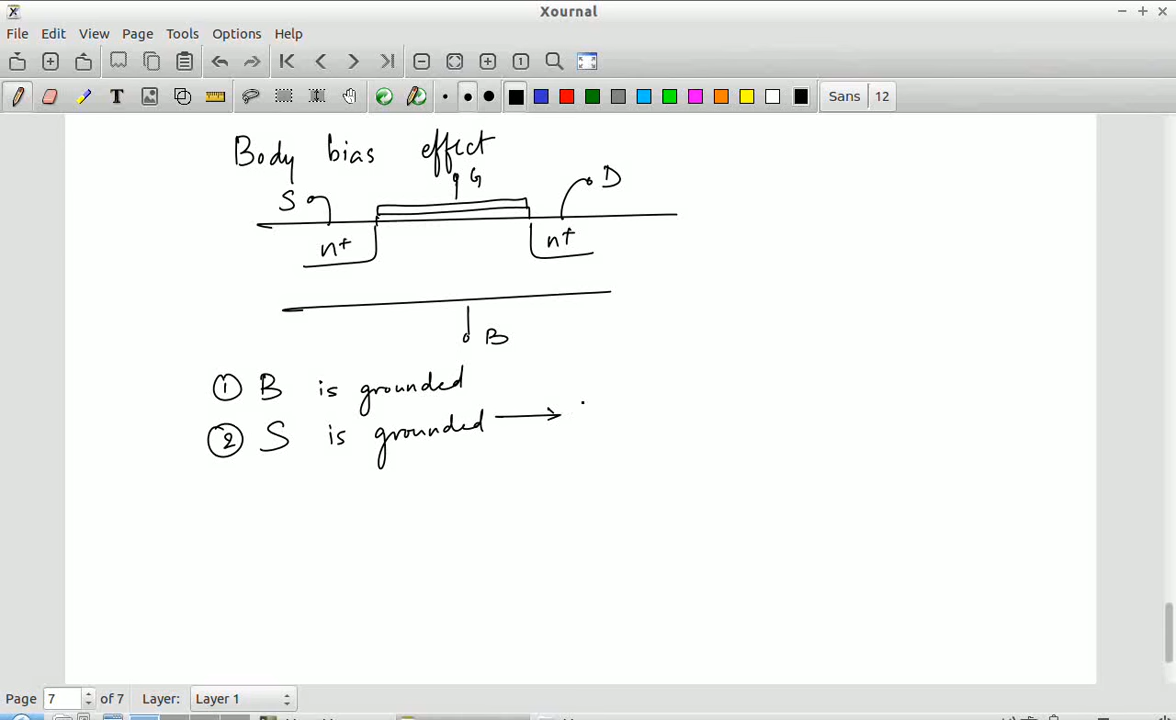 Xournal
File Edit View Page Tools Options Help
Sans 12
Body bias effect
S G D
n+ n+
B
① B is grounded
② S is grounded →
Page 7 of 7 Layer: Layer 1